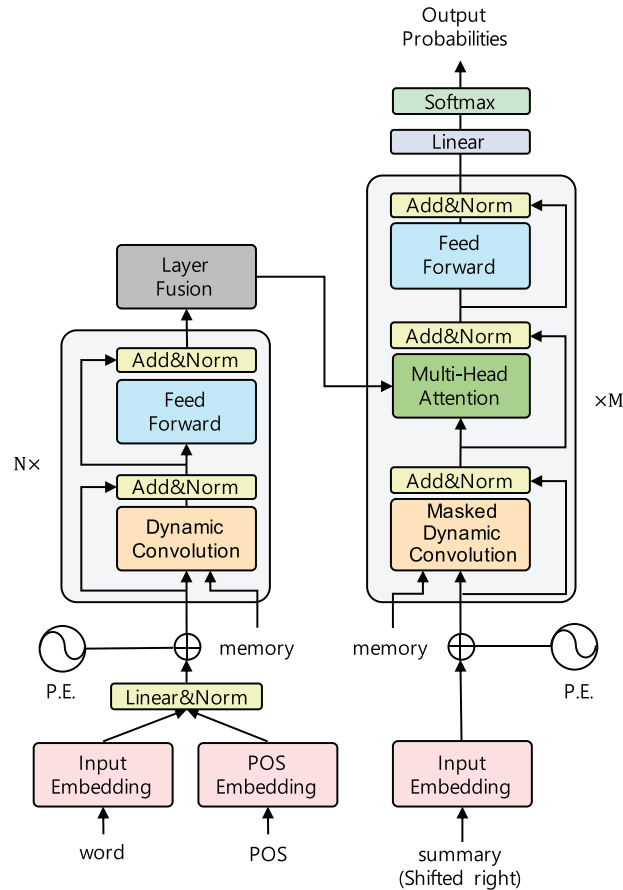 Output
Probabilities
Softmax
Linear
Add&Norm
Feed
Forward
Add&Norm
Multi-Head
Attention
×M
Add&Norm
Masked
Dynamic
Convolution
memory
P.E.
Input
Embedding
summary
(Shifted right)
Layer
Fusion
Add&Norm
Feed
Forward
N×
Add&Norm
Dynamic
Convolution
memory
P.E.
Linear&Norm
Input
Embedding
POS
Embedding
word
POS